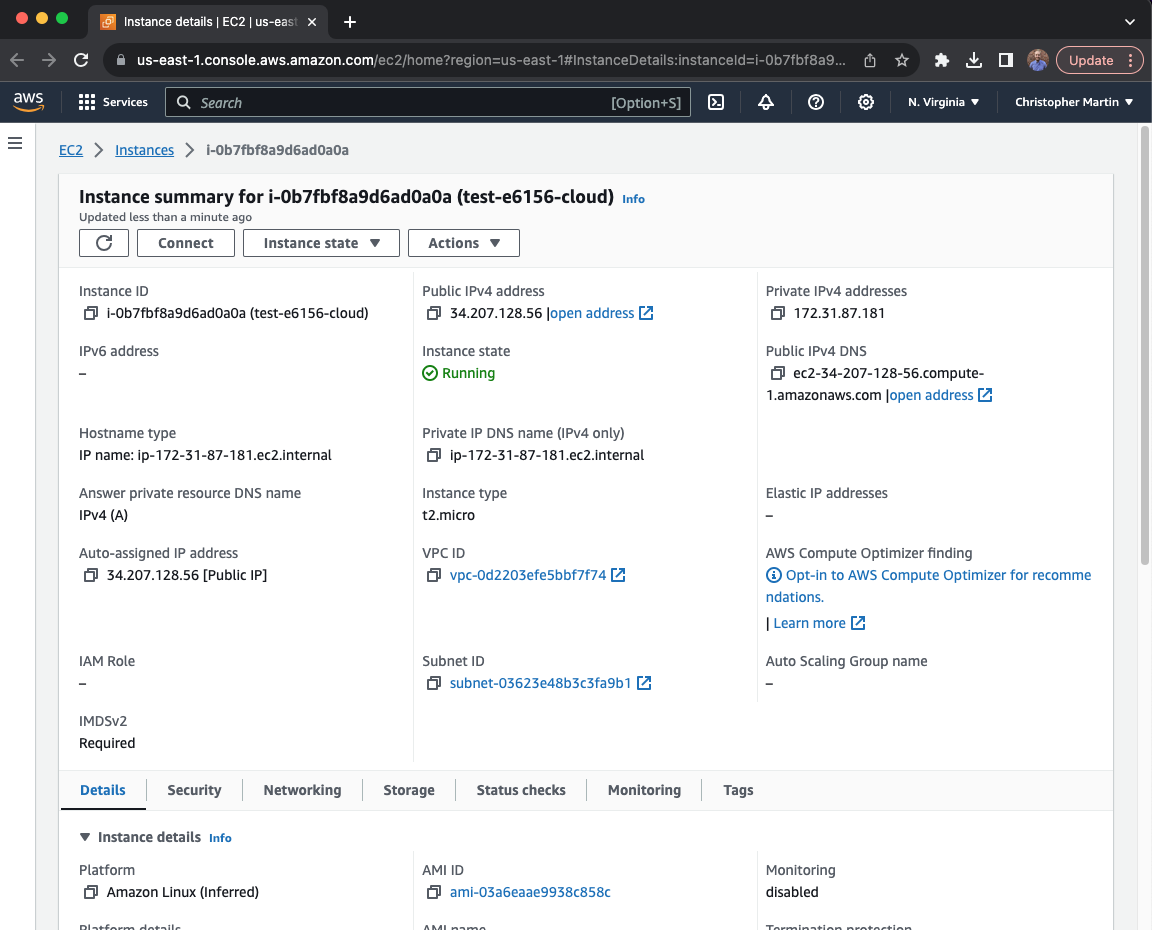 Instance details | EC2 | us-east
us-east-1.console.aws.amazon.com/ec2/home?region=us-east-1#InstanceDetails:instanceId=i-0b7fbf8a9...
Update
aws
Services
Search
[Option+S]
N. Virginia
Christopher Martin
EC2
Instances
i-0b7fbf8a9d6ad0a0a
Instance summary for i-0b7fbf8a9d6ad0a0a (test-e6156-cloud) Info
Updated less than a minute ago
Connect
Instance state
Actions
Instance ID
i-0b7fbf8a9d6ad0a0a (test-e6156-cloud)
Public IPv4 address
34.207.128.56 |open address
Private IPv4 addresses
172.31.87.181
IPv6 address
–
Instance state
Running
Public IPv4 DNS
ec2-34-207-128-56.compute-
1.amazonaws.com |open address
Hostname type
IP name: ip-172-31-87-181.ec2.internal
Private IP DNS name (IPv4 only)
ip-172-31-87-181.ec2.internal
Answer private resource DNS name
IPv4 (A)
Instance type
t2.micro
Elastic IP addresses
–
Auto-assigned IP address
34.207.128.56 [Public IP]
VPC ID
vpc-0d2203efe5bbf7f74
AWS Compute Optimizer finding
Opt-in to AWS Compute Optimizer for recomme
ndations.
| Learn more
IAM Role
–
Subnet ID
subnet-03623e48b3c3fa9b1
Auto Scaling Group name
–
IMDSv2
Required
Details
Security
Networking
Storage
Status checks
Monitoring
Tags
Instance details Info
Platform
Amazon Linux (Inferred)
AMI ID
ami-03a6eaae9938c858c
Monitoring
disabled
Platform details
AMI name
Termination protection